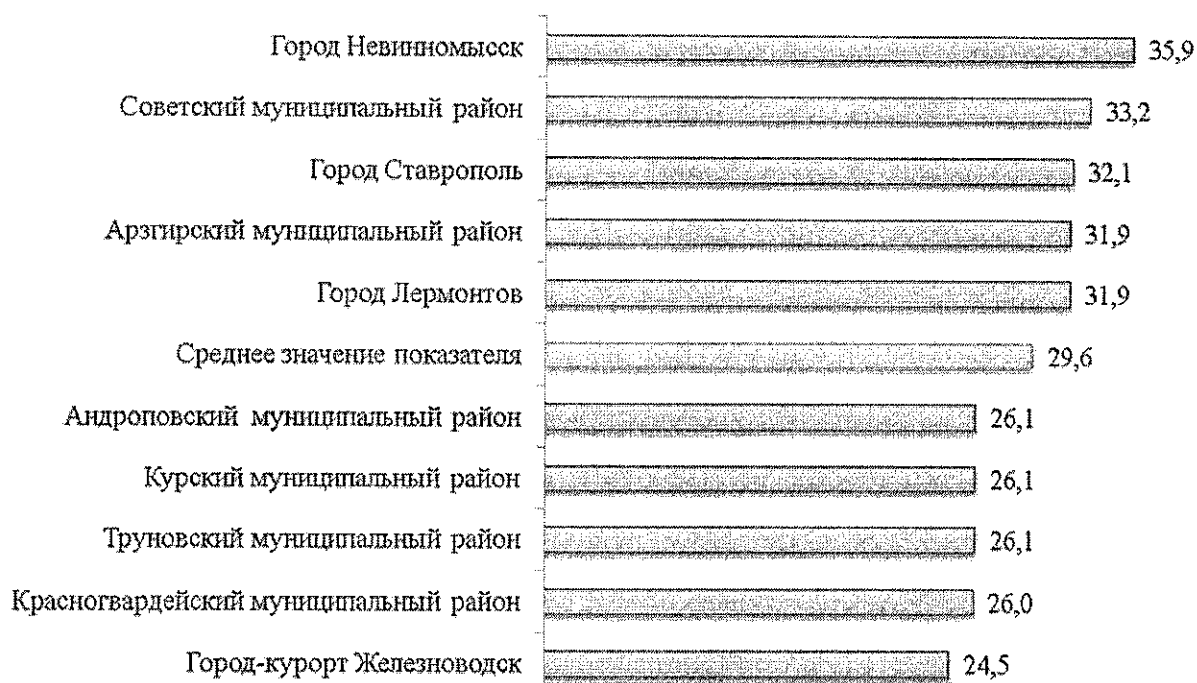 Город Невинномысск 35,9
Советский муниципальный район 33,2
Город Ставрополь 32,1
Арзгирский муниципальный район 31,9
Город Лермонтов 31,9
Среднее значение показателя 29,6
Андроповский муниципальный район 26,1
Курский муниципальный район 26,1
Труновский муниципальный район 26,1
Красногвардейский муниципальный район 26,0
Город-курорт Железноводск 24,5